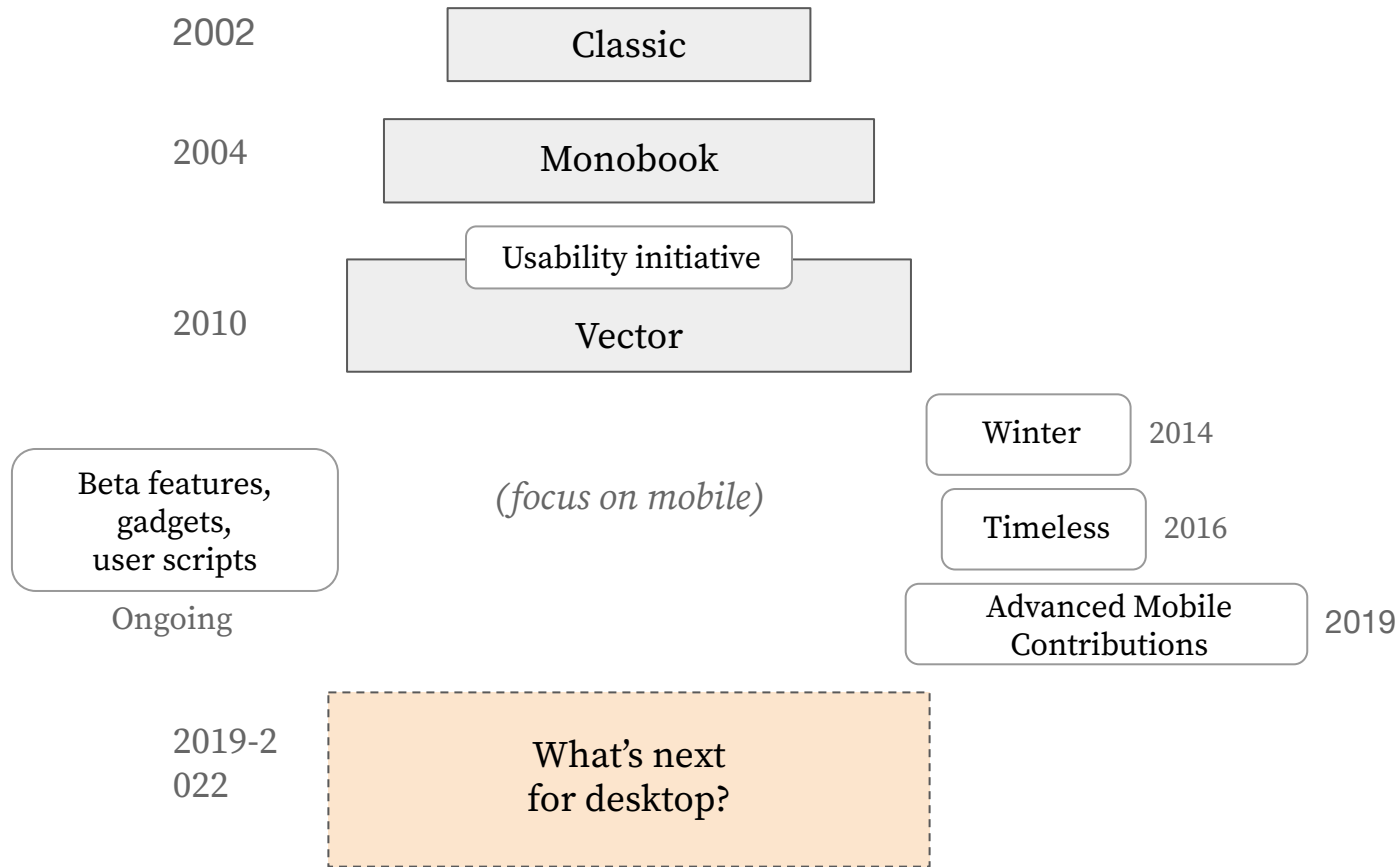 2002
Classic
2004
Monobook
Usability initiative
2010
Vector
Winter
2014
Beta features,
gadgets,
user scripts
Ongoing
(focus on mobile)
Timeless
2016
Advanced Mobile
Contributions
2019
2019-2
022
What’s next
for desktop?